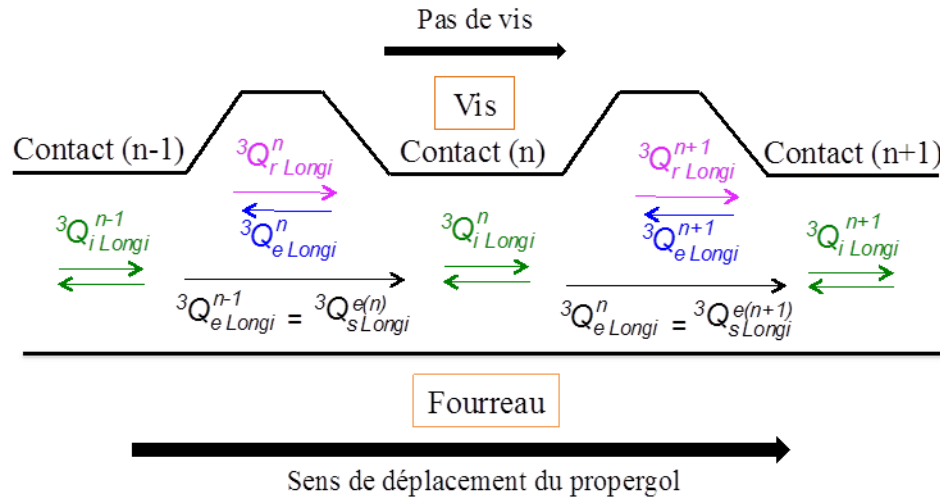 Pas de vis
Vis
Contact (n-1)
Contact (n)
Contact (n+1)
³Qⁿ r Longi
³Qⁿ⁺¹ r Longi
³Qⁿ⁻¹ i Longi
³Qⁿ e Longi
³Qⁿ i Longi
³Qⁿ⁺¹ e Longi
³Qⁿ⁺¹ i Longi
³Qⁿ⁻¹ e Longi = ³Qᵉ⁽ⁿ⁾ s Longi
³Qⁿ e Longi = ³Qᵉ⁽ⁿ⁺¹⁾ s Longi
Fourreau
Sens de déplacement du propergol